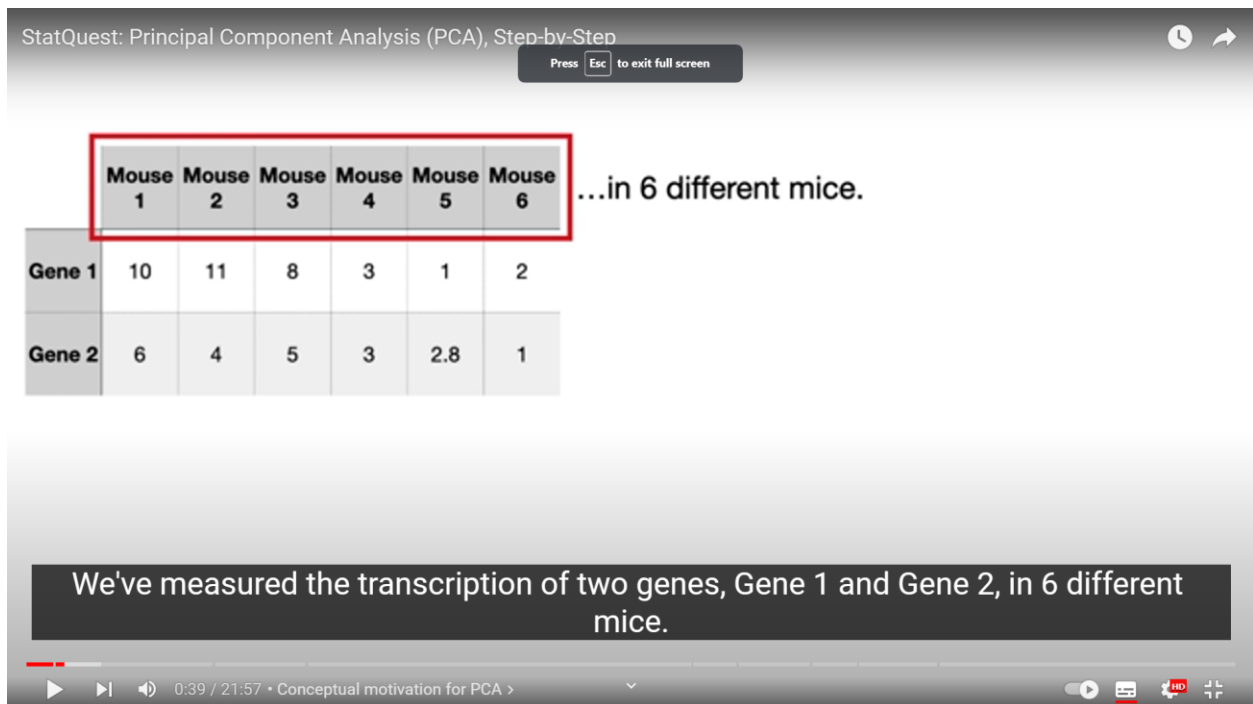 StatQuest: Principal Component Analysis (PCA), Step-by-Step
Press Esc to exit full screen
Mouse 1 Mouse 2 Mouse 3 Mouse 4 Mouse 5 Mouse 6
...in 6 different mice.
Gene 1 10 11 8 3 1 2
Gene 2 6 4 5 3 2.8 1
We've measured the transcription of two genes, Gene 1 and Gene 2, in 6 different
mice.
0:39 / 21:57 • Conceptual motivation for PCA >
HD